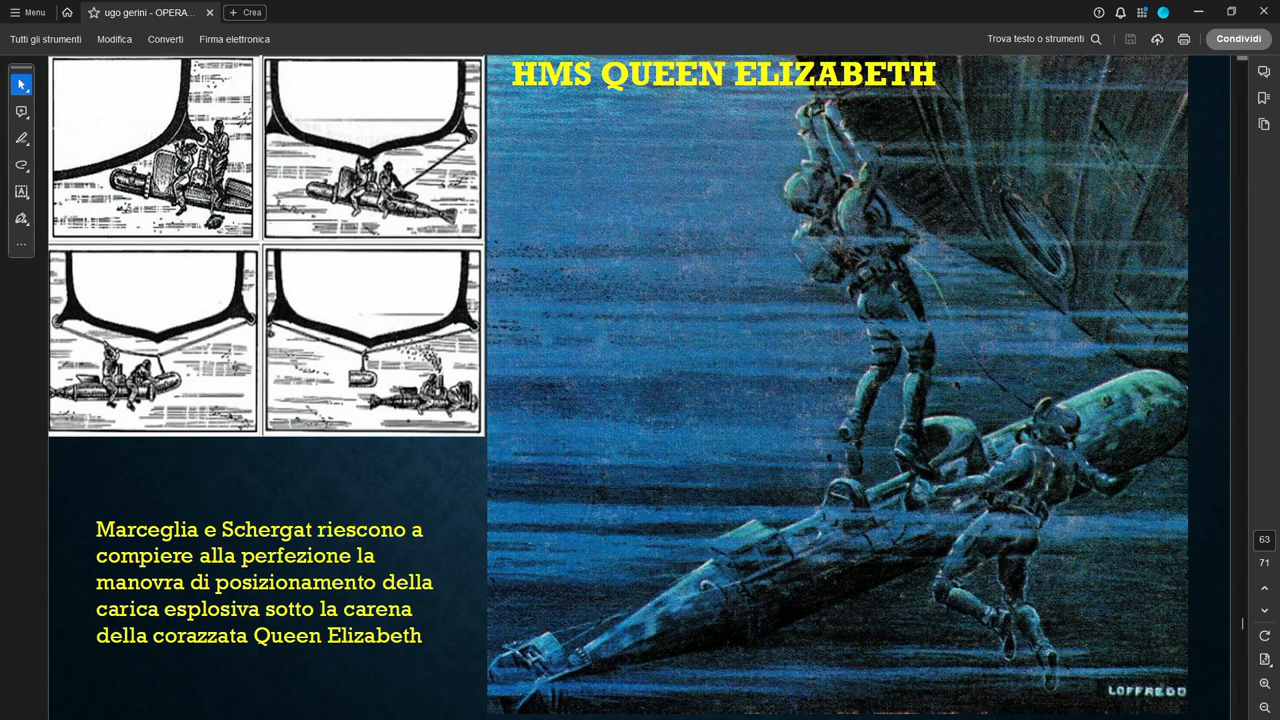 Menu
ugo gerini - OPERA...
Crea
Tutti gli strumenti
Modifica
Converti
Firma elettronica
Trova testo o strumenti
Condividi
HMS QUEEN ELIZABETH
Marceglia e Schergat riescono a
compiere alla perfezione la
manovra di posizionamento della
carica esplosiva sotto la carena
della corazzata Queen Elizabeth
LOFFREDO
63
71